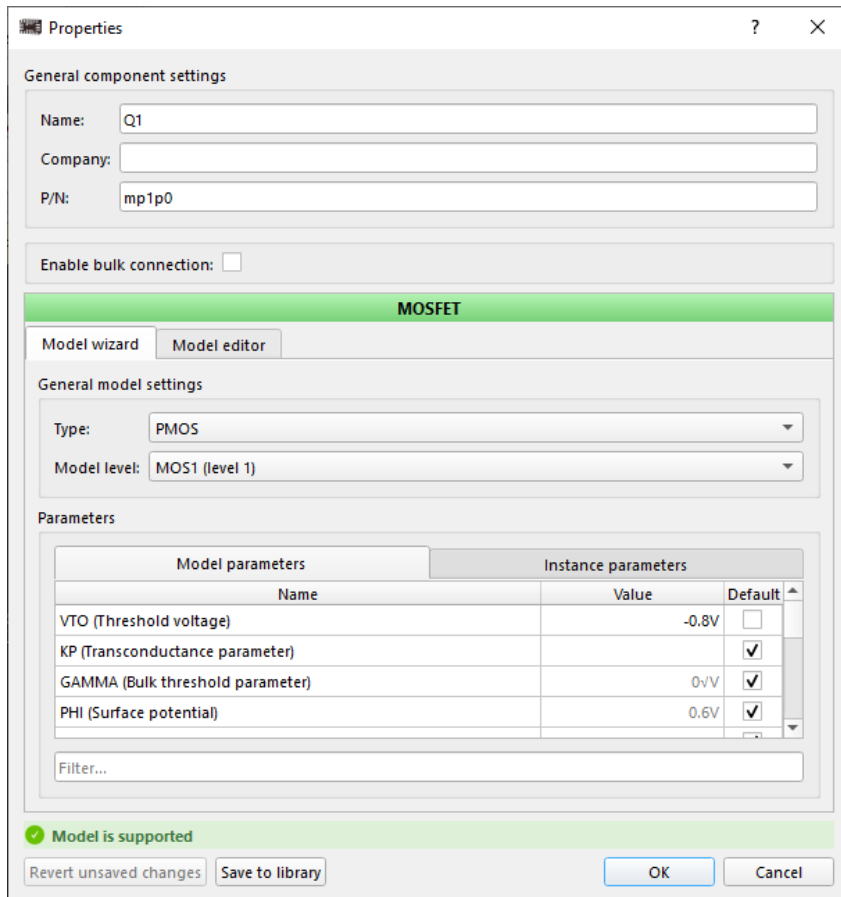 Properties
?
General component settings
Name: Q1
Company:
P/N: mp1p0
Enable bulk connection:
MOSFET
Model wizard Model editor
General model settings
Type: PMOS
Model level: MOS1 (level 1)
Parameters
Model parameters Instance parameters
Name Value Default
VTO (Threshold voltage) -0.8V
KP (Transconductance parameter)
GAMMA (Bulk threshold parameter) 0√V
PHI (Surface potential) 0.6V
Filter...
Model is supported
Revert unsaved changes Save to library OK Cancel